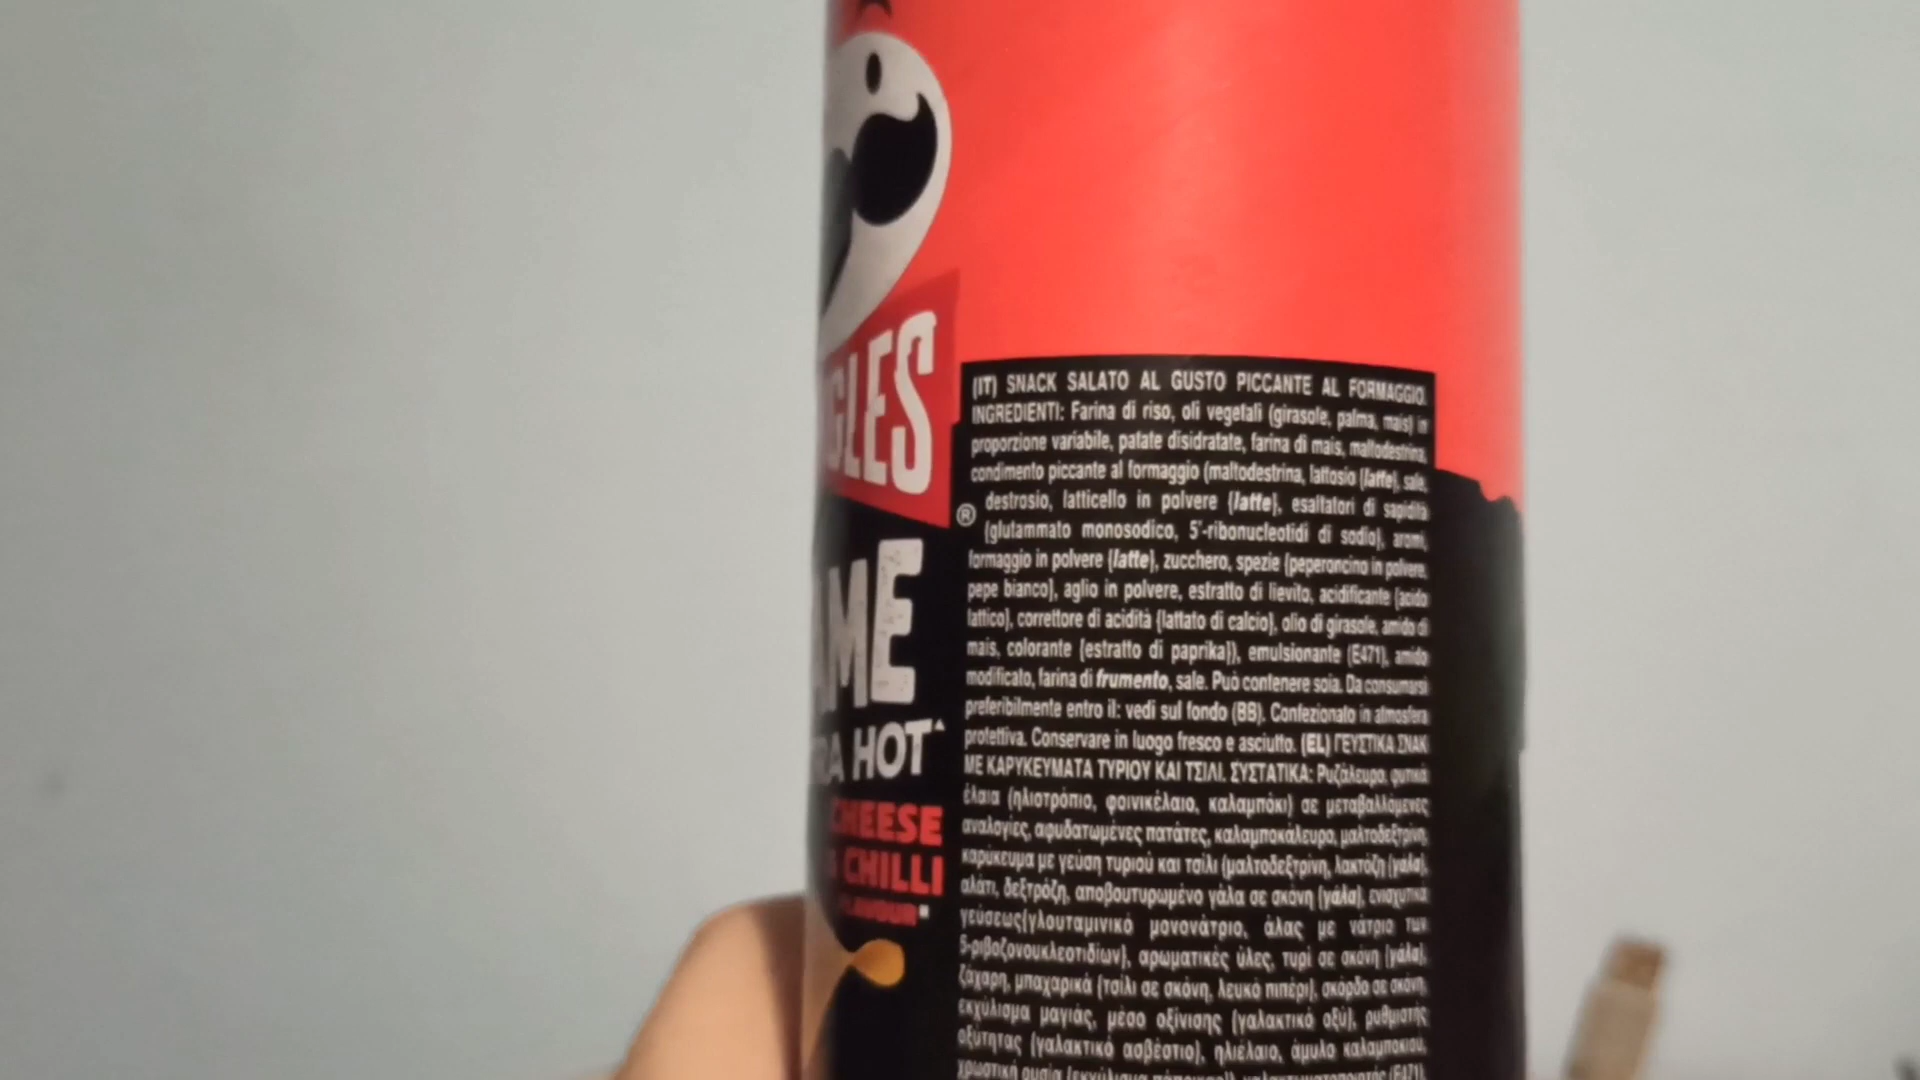 GLES
®
AME
RA HOT▲
CHEESE
& CHILLI
FLAVOUR
(IT) SNACK SALATO AL GUSTO PICCANTE AL FORMAGGIO.
INGREDIENTI: Farina di riso, oli vegetali (girasole, palma, mais) in
proporzione variabile, patate disidratate, farina di mais, maltodestrina,
condimento piccante al formaggio (maltodestrina, lattosio {latte}, sale,
destrosio, latticello in polvere {latte}, esaltatori di sapidità
{glutammato monosodico, 5'-ribonucleotidi di sodio}, aromi,
formaggio in polvere {latte}, zucchero, spezie {peperoncino in polvere,
pepe bianco}, aglio in polvere, estratto di lievito, acidificante {acido
lattico}, correttore di acidità {lattato di calcio}, olio di girasole, amido di
mais, colorante {estratto di paprika}), emulsionante (E471), amido
modificato, farina di frumento, sale. Può contenere soia. Da consumarsi
preferibilmente entro il: vedi sul fondo (BB). Confezionato in atmosfera
protettiva. Conservare in luogo fresco e asciutto. (EL) ΓΕΥΣΤΙΚΑ ΣΝΑΚ
ΜΕ ΚΑΡΥΚΕΥΜΑΤΑ ΤΥΡΙΟΥ ΚΑΙ ΤΣΙΛΙ. ΣΥΣΤΑΤΙΚΑ: Ρυζάλευρο, φυτικά
έλαια (ηλιοτρόπιο, φοινικέλαιο, καλαμπόκι) σε μεταβαλλόμενες
αναλογίες, αφυδατωμένες πατάτες, καλαμποκάλευρο, μαλτοδεξτρίνη,
καρύκευμα με γεύση τυριού και τσίλι (μαλτοδεξτρίνη, λακτόζη {γάλα},
αλάτι, δεξτρόζη, αποβουτυρωμένο γάλα σε σκόνη {γάλα}, ενισχυτικά
γεύσεως{γλουταμινικό μονονάτριο, άλας με νάτριο των
5-ριβοζονουκλεοτιδίων}, αρωματικές ύλες, τυρί σε σκόνη {γάλα},
ζάχαρη, μπαχαρικά {τσίλι σε σκόνη, λευκό πιπέρι}, σκόρδο σε σκόνη,
εκχύλισμα μαγιάς, μέσο οξίνισης {γαλακτικό οξύ}, ρυθμιστής
οξύτητας {γαλακτικό ασβέστιο}, ηλιέλαιο, άμυλο καλαμποκιού,
χρωστική ουσία {εκχύλισμα πάπρικας}), γαλακτωματοποιητής (E471),